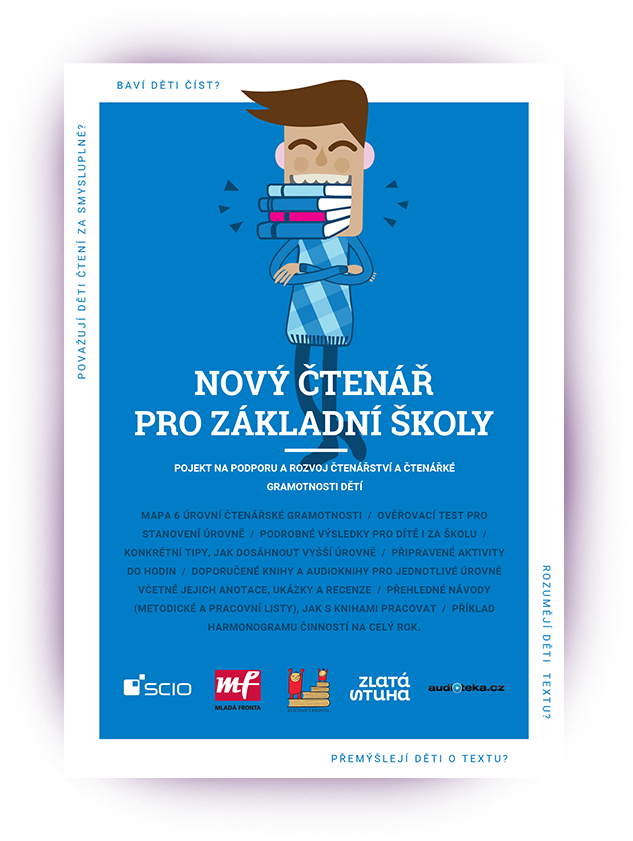 BAVÍ DĚTI ČÍST?
POVAŽUJÍ DĚTI ČTENÍ ZA SMYSLUPLNÉ?
NOVÝ ČTENÁŘ
PRO ZÁKLADNÍ ŠKOLY
POJEKT NA PODPORU A ROZVOJ ČTENÁŘSTVÍ A ČTENÁŘKÉ
GRAMOTNOSTI DĚTÍ
MAPA 6 ÚROVNÍ ČTENÁŘSKÉ GRAMOTNOSTI / OVĚŘOVACÍ TEST PRO
STANOVENÍ ÚROVNĚ / PODROBNÉ VÝSLEDKY PRO DÍTĚ I ZA ŠKOLU /
KONKRÉTNÍ TIPY, JAK DOSÁHNOUT VYŠŠÍ ÚROVNĚ / PŘIPRAVENÉ AKTIVITY
DO HODIN / DOPORUČENÉ KNIHY A AUDIOKNIHY PRO JEDNOTLIVÉ ÚROVNĚ
VČETNĚ JEJICH ANOTACE, UKÁZKY A RECENZE / PŘEHLEDNÉ NÁVODY
(METODICKÉ A PRACOVNÍ LISTY), JAK S KNIHAMI PRACOVAT / PŘÍKLAD
HARMONOGRAMU ČINNOSTÍ NA CELÝ ROK.
SCIO
mf
MLADÁ FRONTA
ZLATÁ
STUHA
audioteka.cz
ROZUMĚJÍ DĚTI TEXTU?
PŘEMÝŠLEJÍ DĚTI O TEXTU?